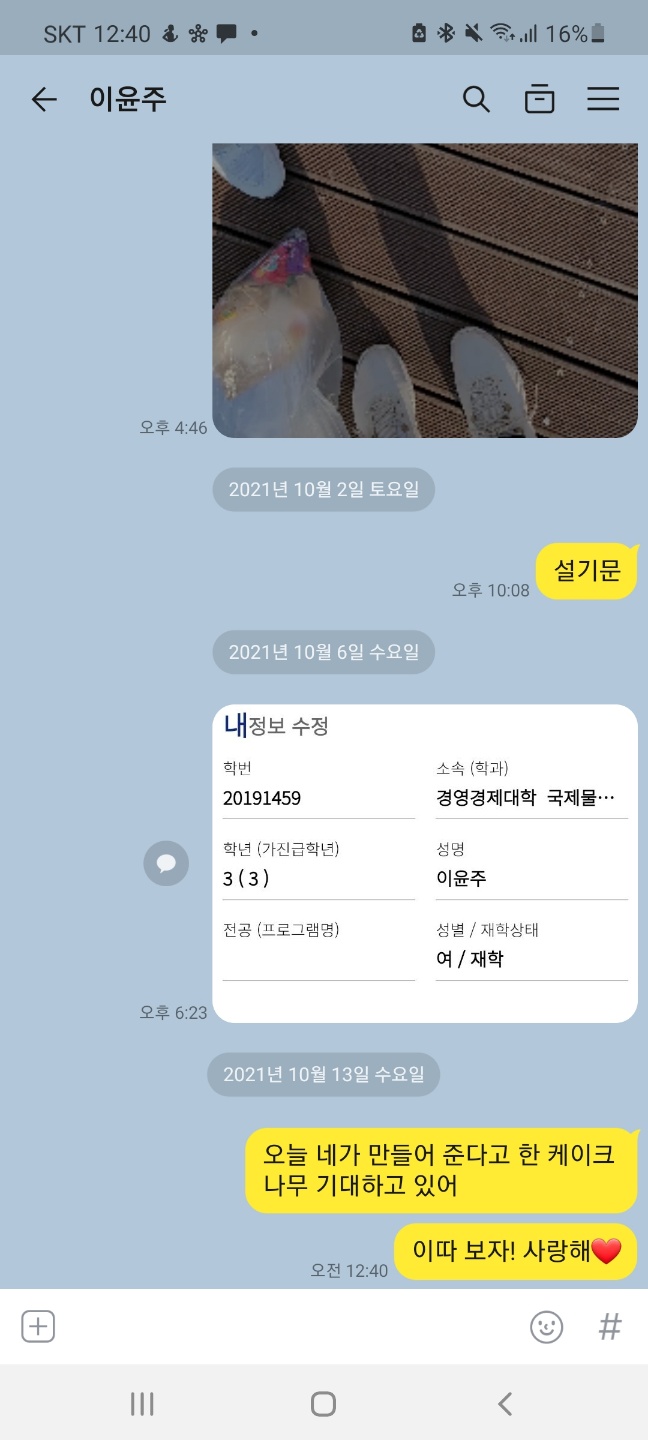 SKT 12:40 16%
이윤주
오후 4:46
2021년 10월 2일 토요일
설기문
오후 10:08
2021년 10월 6일 수요일
내정보 수정
학번 소속 (학과)
20191459 경영경제대학 국제물…
학년 (가진급학년) 성명
3 ( 3 ) 이윤주
전공 (프로그램명) 성별 / 재학상태
여 / 재학
오후 6:23
2021년 10월 13일 수요일
오늘 네가 만들어 준다고 한 케이크
나무 기대하고 있어
이따 보자! 사랑해❤️
오전 12:40
#